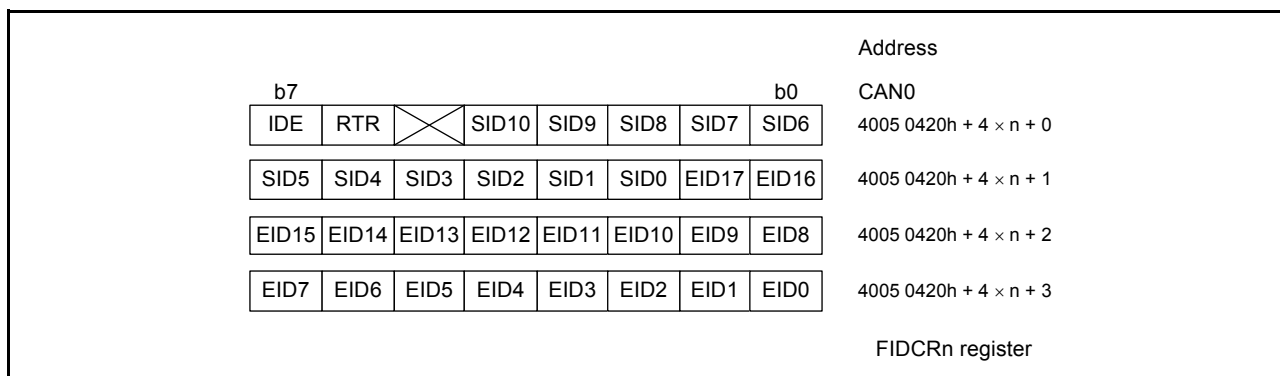 Address
b7 b0 CAN0
IDE RTR SID10 SID9 SID8 SID7 SID6 4005 0420h + 4 × n + 0
SID5 SID4 SID3 SID2 SID1 SID0 EID17 EID16 4005 0420h + 4 × n + 1
EID15 EID14 EID13 EID12 EID11 EID10 EID9 EID8 4005 0420h + 4 × n + 2
EID7 EID6 EID5 EID4 EID3 EID2 EID1 EID0 4005 0420h + 4 × n + 3
FIDCRn register